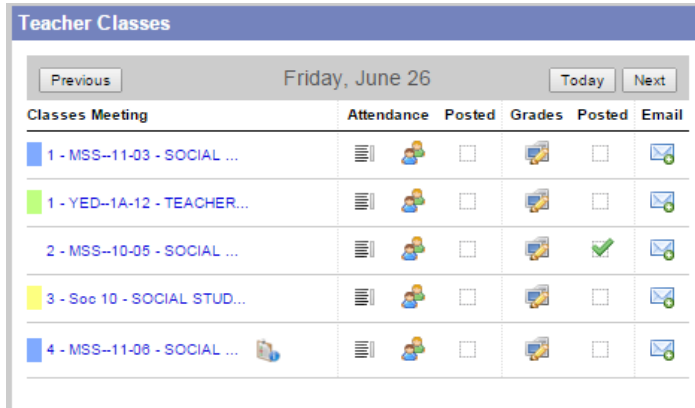 Teacher Classes
Previous Friday, June 26 Today Next
Classes Meeting Attendance Posted Grades Posted Email
1 - MSS--11-03 - SOCIAL ...
1 - YED--1A-12 - TEACHER...
2 - MSS--10-05 - SOCIAL ...
3 - Soc 10 - SOCIAL STUD...
4 - MSS--11-06 - SOCIAL ...